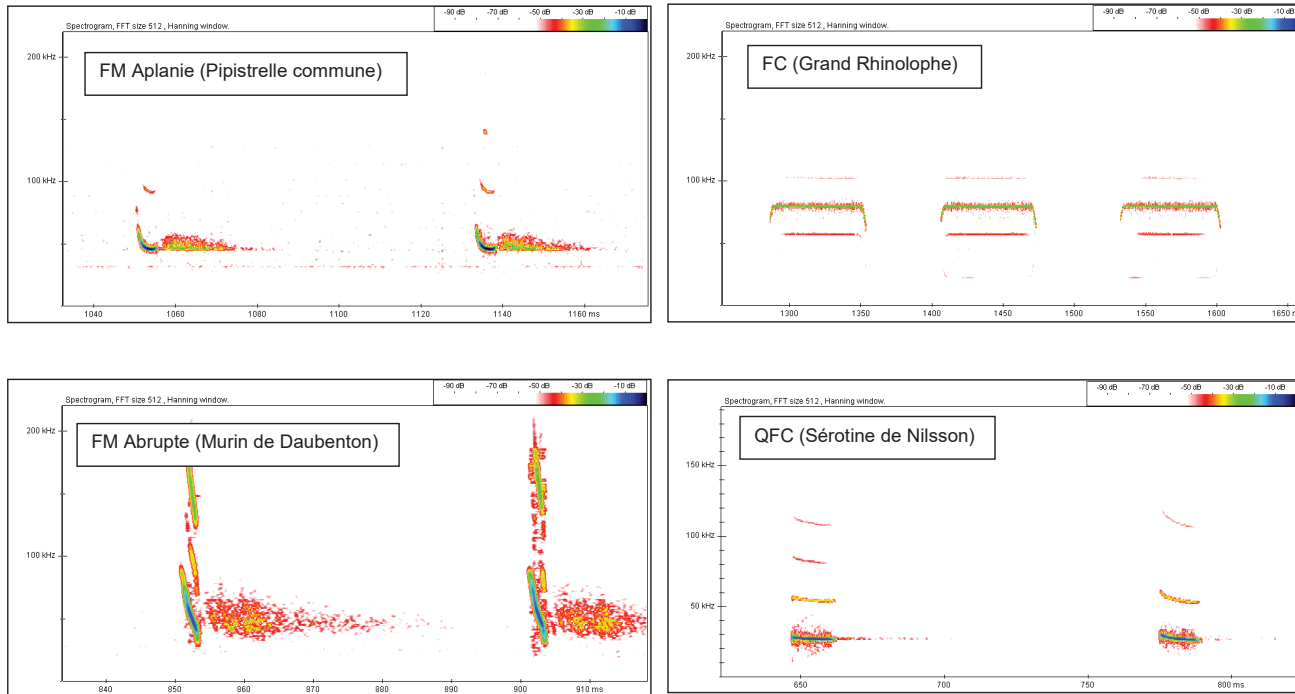 -90 dB -70 dB -50 dB -30 dB -10 dB
Spectrogram, FFT size 512 , Hanning window.
200 kHz
FM Aplanie (Pipistrelle commune)
100 kHz
1040 1060 1080 1100 1120 1140 1160 ms
-90 dB -70 dB -50 dB -30 dB -10 dB
Spectrogram, FFT size 512 , Hanning window.
200 kHz
FC (Grand Rhinolophe)
100 kHz
1300 1350 1400 1450 1500 1550 1600 1650 ms
-90 dB -70 dB -50 dB -30 dB -10 dB
Spectrogram, FFT size 512 , Hanning window.
200 kHz
FM Abrupte (Murin de Daubenton)
100 kHz
840 850 860 870 880 890 900 910 ms
-90 dB -70 dB -50 dB -30 dB -10 dB
Spectrogram, FFT size 512 , Hanning window.
QFC (Sérotine de Nilsson)
150 kHz
100 kHz
50 kHz
650 700 750 800 ms